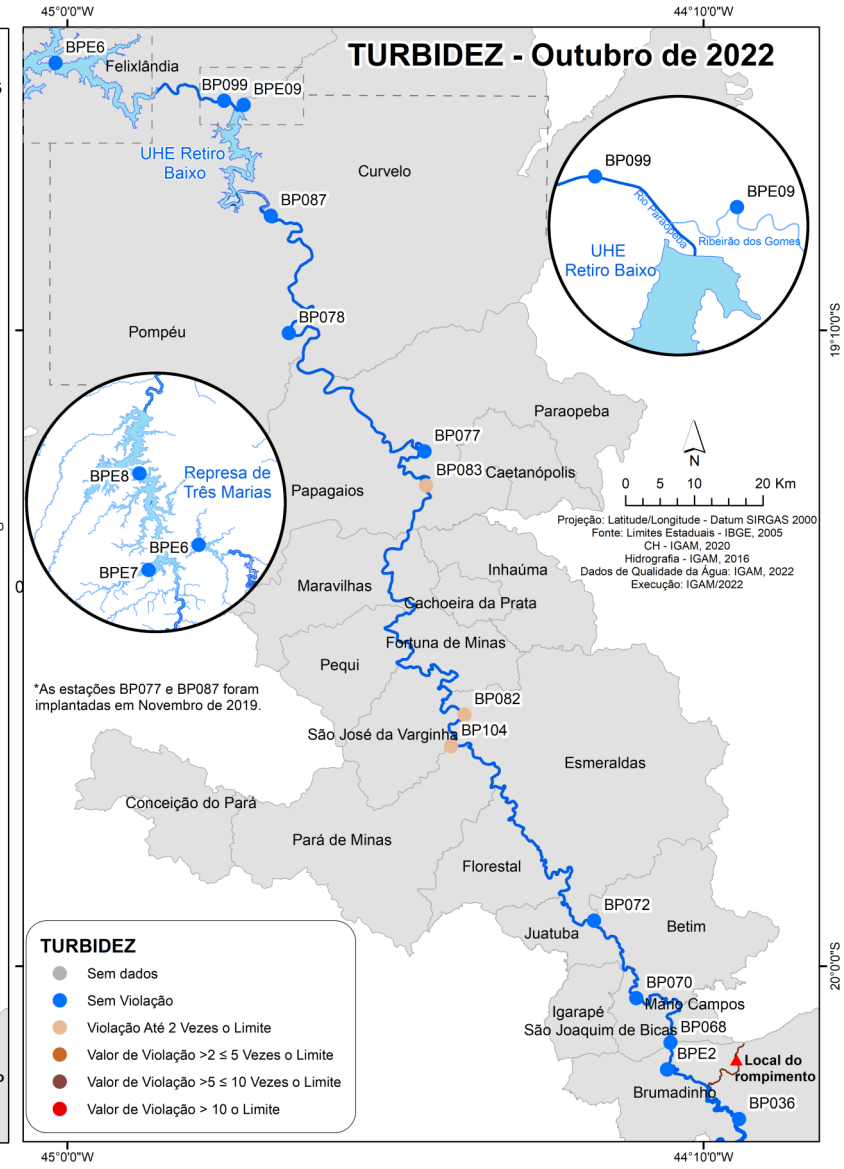 45°0'0"W
44°10'0"W
TURBIDEZ - Outubro de 2022
BPE6
Felixlândia
BP099
BPE09
UHE Retiro
Baixo
Curvelo
BP087
BP099
BPE09
Rio Paraopeba
Ribeirão dos Gomes
UHE
Retiro Baixo
BP078
Pompéu
19°10'0"S
Paraopeba
BP077
BP083
Caetanópolis
Papagaios
N
0 5 10 20 Km
Projeção: Latitude/Longitude - Datum SIRGAS 2000
Fonte: Limites Estaduais - IBGE, 2005
CH - IGAM, 2020
Hidrografia - IGAM, 2016
Dados de Qualidade da Água: IGAM, 2022
Execução: IGAM/2022
BPE8
Represa de
Três Marias
BPE6
BPE7
Inhaúma
Maravilhas
Cachoeira da Prata
Fortuna de Minas
Pequi
*As estações BP077 e BP087 foram
implantadas em Novembro de 2019.
BP082
BP104
São José da Varginha
Esmeraldas
Conceição do Pará
Pará de Minas
Florestal
BP072
Betim
Juatuba
20°0'0"S
BP070
Mário Campos
Igarapé
São Joaquim de Bicas
BP068
BPE2
Local do
rompimento
Brumadinho
BP036
TURBIDEZ
Sem dados
Sem Violação
Violação Até 2 Vezes o Limite
Valor de Violação >2 ≤ 5 Vezes o Limite
Valor de Violação >5 ≤ 10 Vezes o Limite
Valor de Violação > 10 o Limite
45°0'0"W
44°10'0"W